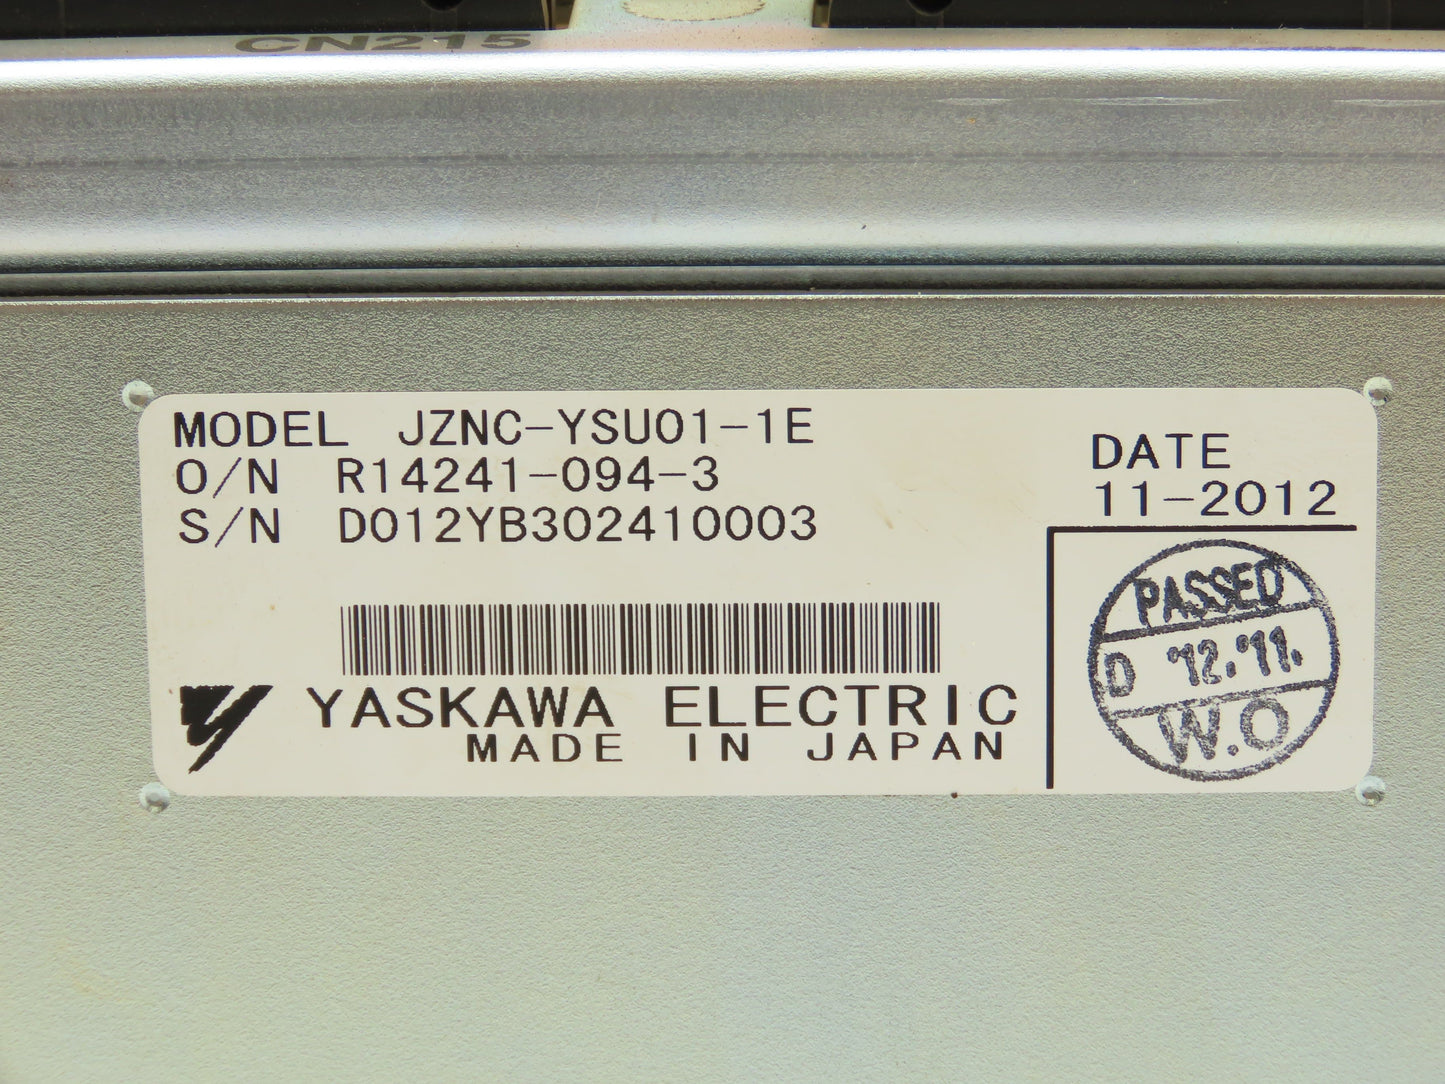 CN215
MODEL JZNC-YSU01-1E
O/N R14241-094-3
S/N D012YB302410003
DATE
11-2012
PASSED
D '12.'11.
W.O
YASKAWA ELECTRIC
MADE IN JAPAN